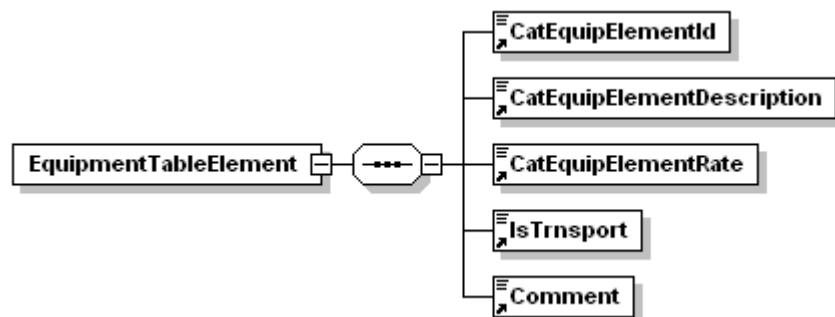 CatEquipElementId
CatEquipElementDescription
EquipmentTableElement
CatEquipElementRate
IsTrnsport
Comment